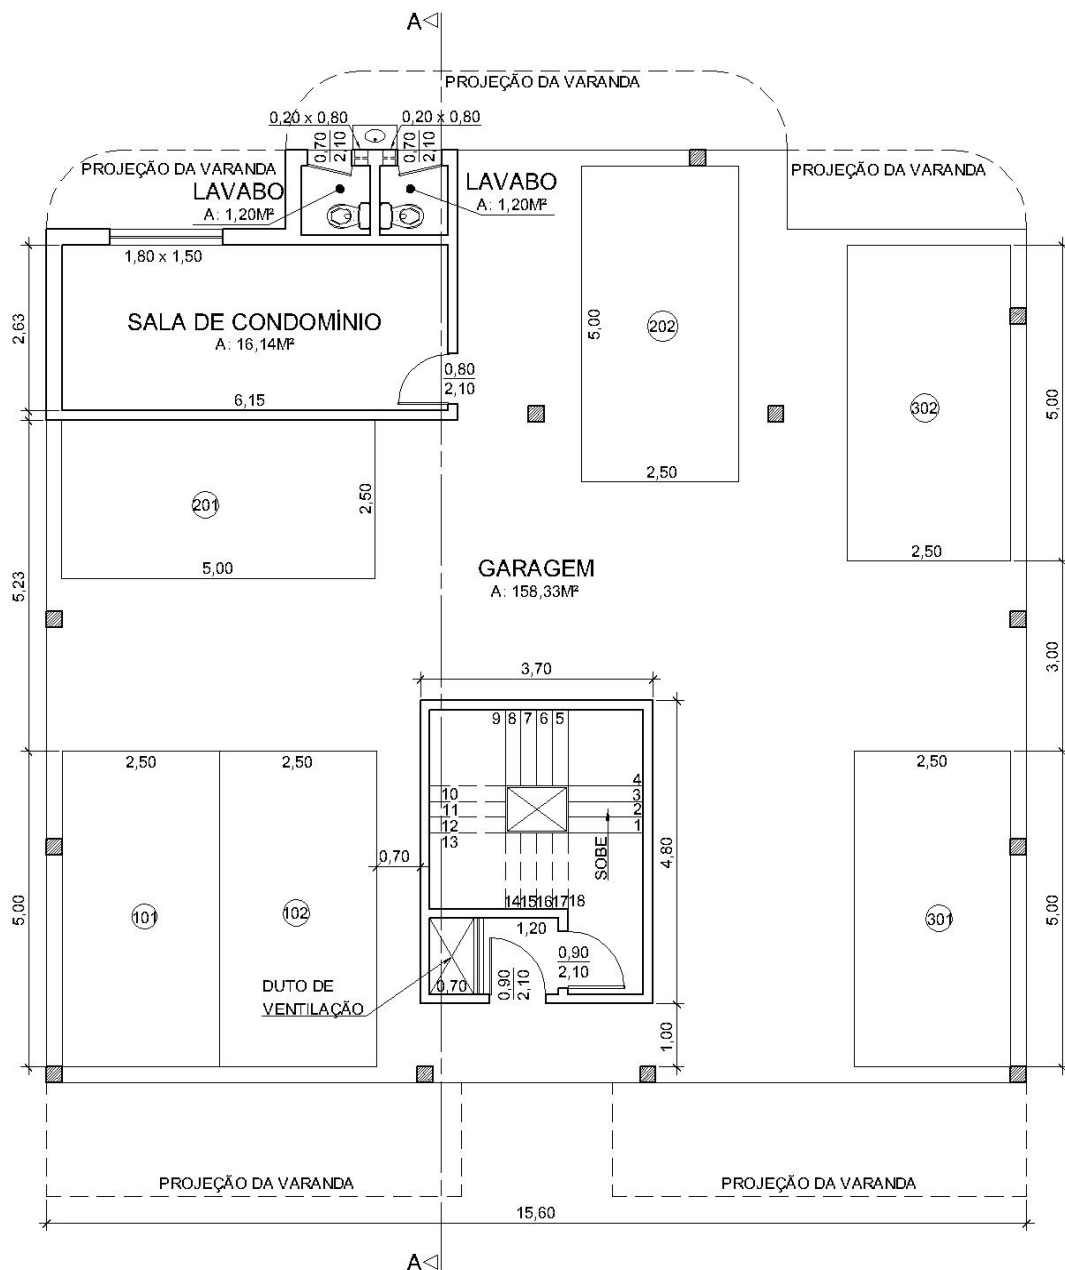 A
PROJEÇÃO DA VARANDA
0,20 x 0,80
0,20 x 0,80
0,70
2,10
0,70
2,10
PROJEÇÃO DA VARANDA
PROJEÇÃO DA VARANDA
LAVABO
A: 1,20M²
LAVABO
A: 1,20M²
1,80 x 1,50
SALA DE CONDOMÍNIO
A: 16,14M²
2,63
5,00
202
0,80
2,10
6,15
302
5,00
2,50
201
2,50
5,00
2,50
GARAGEM
A: 158,33M²
5,23
3,00
3,70
9 8 7 6 5
2,50
2,50
2,50
4
10
3
11
2
12
1
13
SOBE
4,80
0,70
5,00
101
102
14 15 16 17 18
301
5,00
1,20
0,90
2,10
0,70
0,90
2,10
DUTO DE
VENTILAÇÃO
1,00
PROJEÇÃO DA VARANDA
PROJEÇÃO DA VARANDA
15,60
A